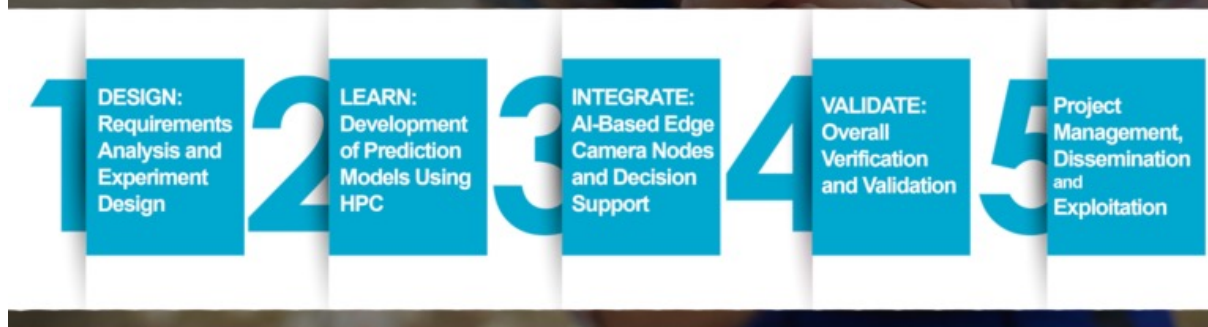 1
DESIGN:
Requirements
Analysis and
Experiment
Design
2
LEARN:
Development
of Prediction
Models Using
HPC
3
INTEGRATE:
AI-Based Edge
Camera Nodes
and Decision
Support
4
VALIDATE:
Overall
Verification
and Validation
5
Project
Management,
Dissemination
and
Exploitation